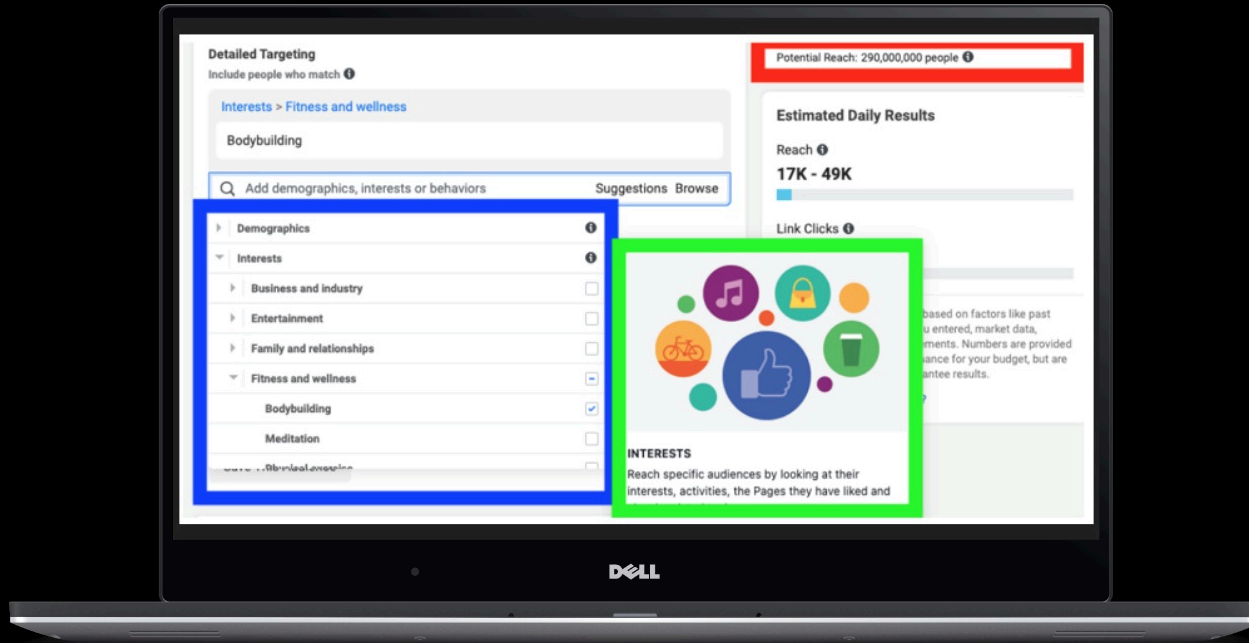 Detailed Targeting
Include people who match
Interests > Fitness and wellness
Bodybuilding
Add demographics, interests or behaviors
Suggestions Browse
Demographics
Interests
Business and industry
Entertainment
Family and relationships
Fitness and wellness
Bodybuilding
Meditation
Potential Reach: 290,000,000 people
Estimated Daily Results
Reach
17K - 49K
Link Clicks
based on factors like past
u entered, market data,
ments. Numbers are provided
ance for your budget, but are
antee results.
?
INTERESTS
Reach specific audiences by looking at their
interests, activities, the Pages they have liked and
DELL